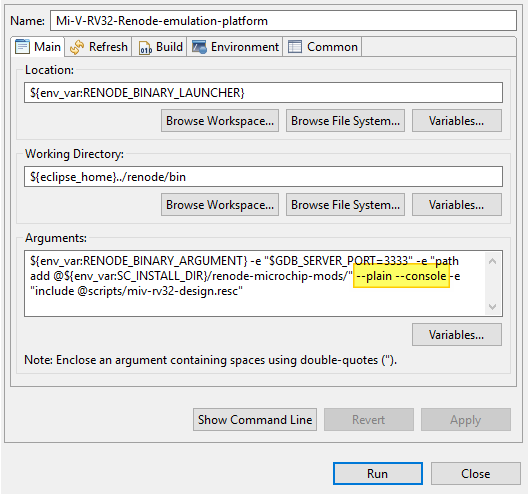 Name: Mi-V-RV32-Renode-emulation-platform
Main Refresh Build Environment Common
Location:
${env_var:RENODE_BINARY_LAUNCHER}
Browse Workspace... Browse File System... Variables...
Working Directory:
${eclipse_home}../renode/bin
Browse Workspace... Browse File System... Variables...
Arguments:
${env_var:RENODE_BINARY_ARGUMENT} -e "$GDB_SERVER_PORT=3333" -e "path
add @${env_var:SC_INSTALL_DIR}/renode-microchip-mods/" --plain --console -e
"include @scripts/miv-rv32-design.resc"
Variables...
Note: Enclose an argument containing spaces using double-quotes (").
Show Command Line Revert Apply
Run Close